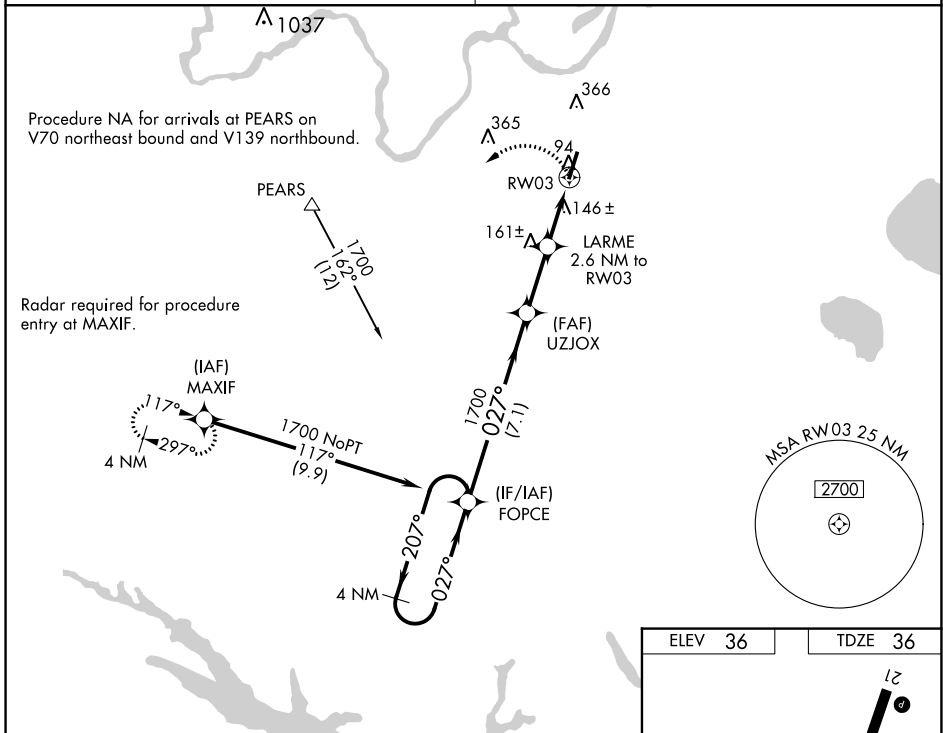 1037
Procedure NA for arrivals at PEARS on
V70 northeast bound and V139 northbound.
366
365
94
RW03
146 ±
161±
PEARS
1700
162°
(12)
LARME
2.6 NM to
RW03
Radar required for procedure
entry at MAXIF.
(FAF)
UZJOX
(IAF)
MAXIF
117°
297°
4 NM
1700 NoPT
117°
(9.9)
1700
027°
(7.1)
(IF/IAF)
FOPCE
207°
027°
4 NM
MSA RW03 25 NM
2700
ELEV 36
TDZE 36
21
P